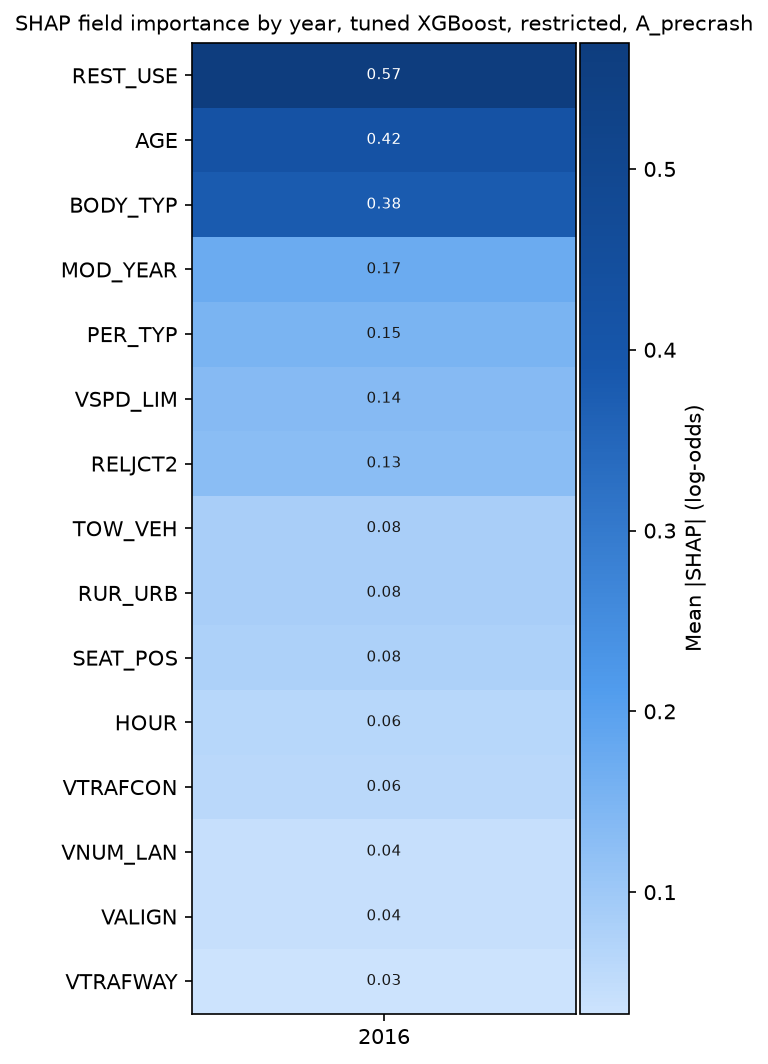 SHAP field importance by year, tuned XGBoost, restricted, A_precrash
REST_USE 0.57
AGE 0.42
BODY_TYP 0.38
MOD_YEAR 0.17
PER_TYP 0.15
VSPD_LIM 0.14
RELJCT2 0.13
TOW_VEH 0.08
RUR_URB 0.08
SEAT_POS 0.08
HOUR 0.06
VTRAFCON 0.06
VNUM_LAN 0.04
VALIGN 0.04
VTRAFWAY 0.03
2016
0.5
0.4
0.3
0.2
0.1
Mean |SHAP| (log-odds)